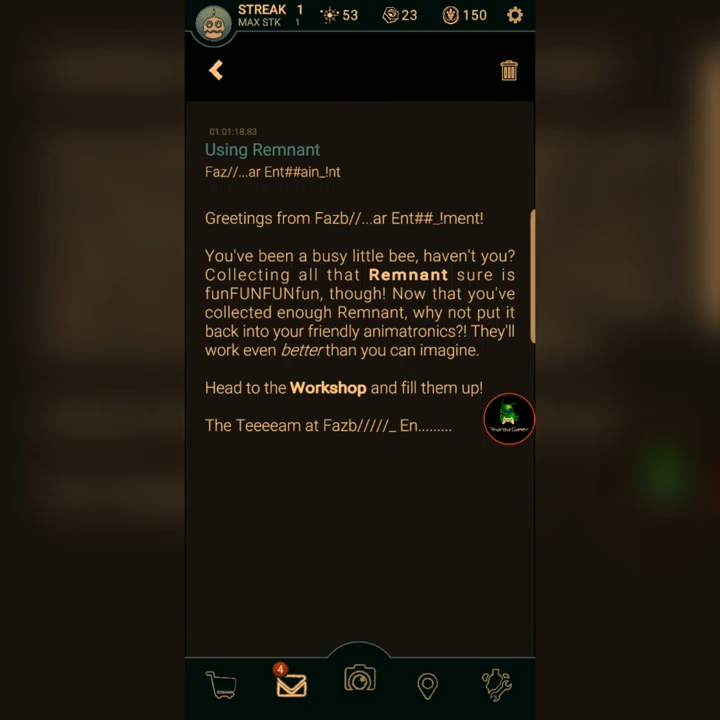 STREAK 1
MAX STK 1
53
23
150
01:01:18.83
Using Remnant
Faz//...ar Ent##ain_!nt
Greetings from Fazb//...ar Ent##_!ment!
You've been a busy little bee, haven't you?
Collecting all that Remnant sure is
funFUNFUNfun, though! Now that you've
collected enough Remnant, why not put it
back into your friendly animatronics?! They'll
work even better than you can imagine.
Head to the Workshop and fill them up!
The Teeeeam at Fazb/////_ En.........
Android Gamer
4